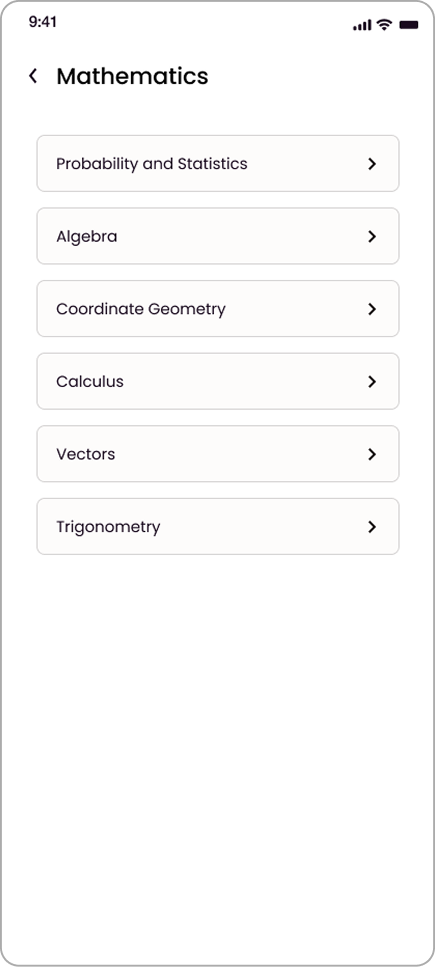 9:41
Mathematics
Probability and Statistics
Algebra
Coordinate Geometry
Calculus
Vectors
Trigonometry